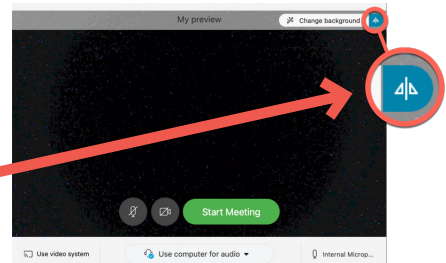 My preview
Change background
Start Meeting
Use video system
Use computer for audio
Internal Microp...